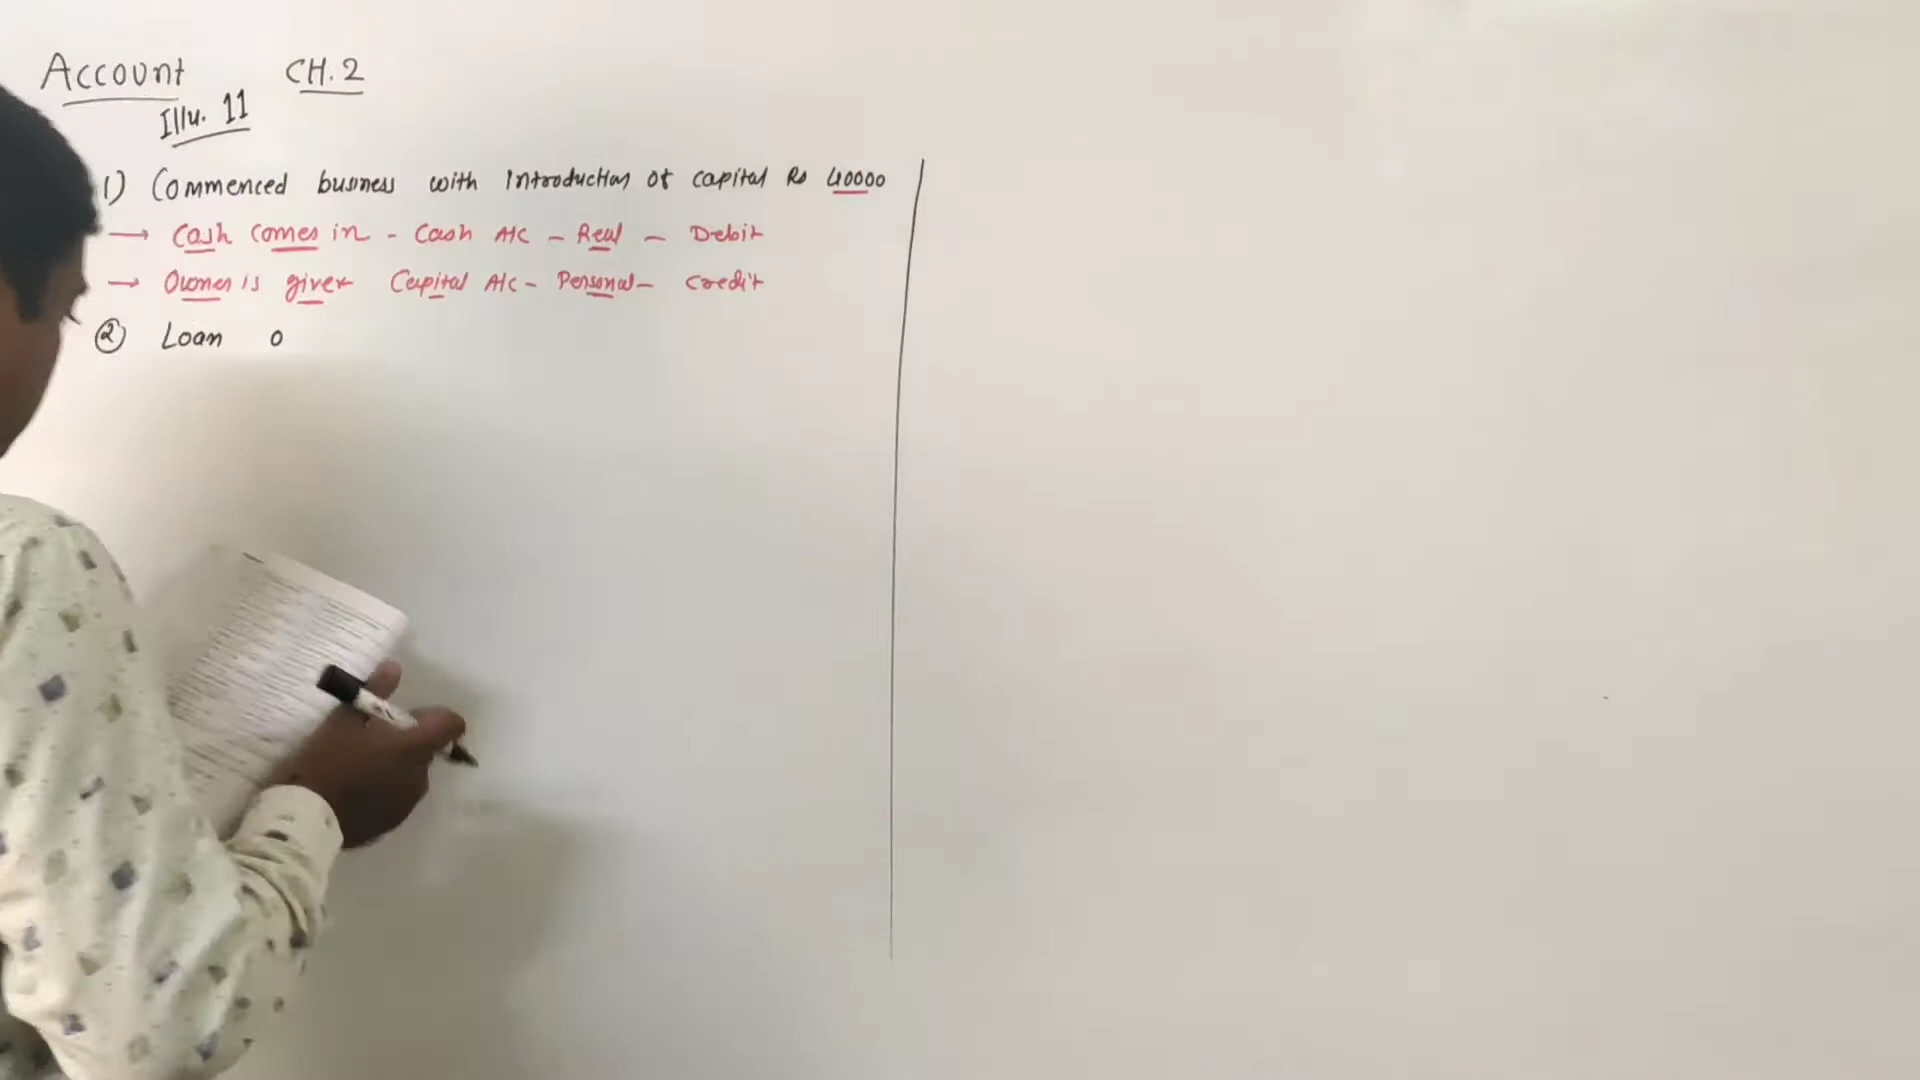 Account CH.2
Illu. 11
1) Commenced business with introduction of capital Rs 40000
→ Cash comes in - Cash A/c - Real - Debit
→ Owner is giver Capital A/c - Personal - Credit
② Loan o